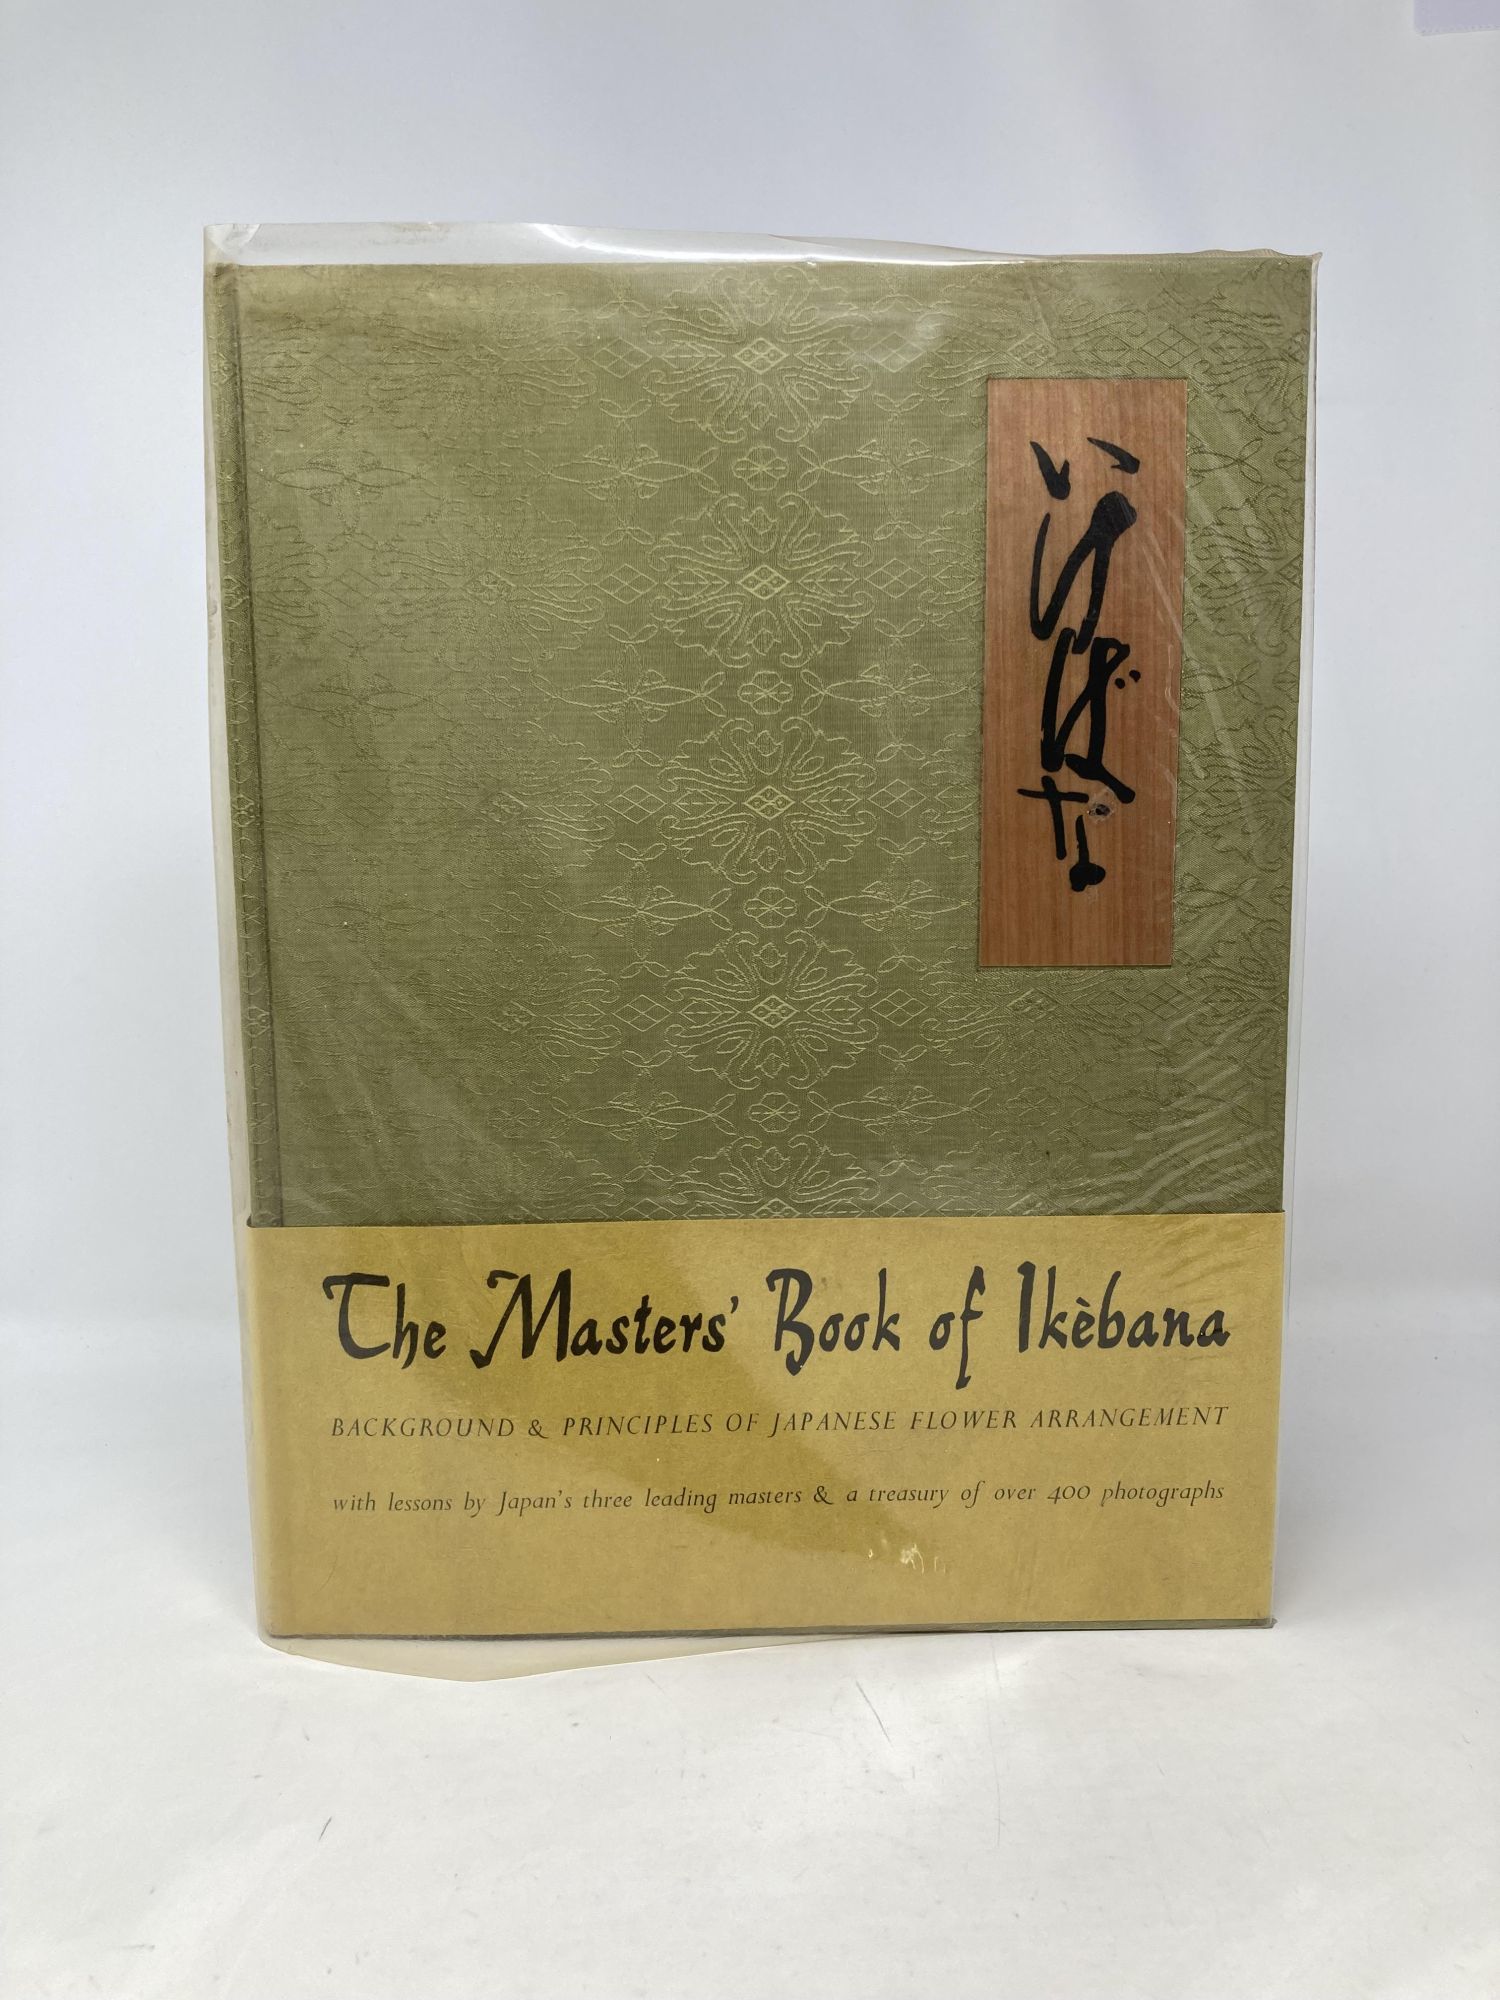 いけばな
The Masters' Book of Ikèbana
BACKGROUND & PRINCIPLES OF JAPANESE FLOWER ARRANGEMENT
with lessons by Japan's three leading masters & a treasury of over 400 photographs